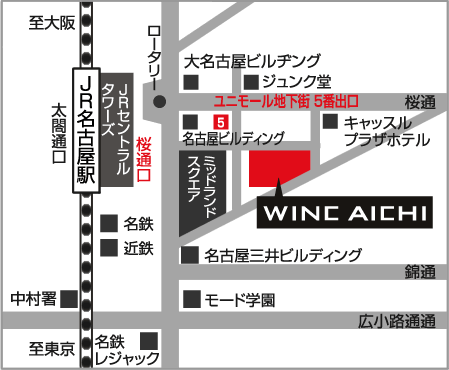 至大阪
ロータリー
大名古屋ビルヂング
ジュンク堂
ユニモール地下街 5番出口
桜通
JR名古屋駅
JRセントラル
タワーズ
太閤通口
桜通口
5
名古屋ビルディング
キャッスル
プラザホテル
ミッドランド
スクエア
WINC AICHI
名鉄
近鉄
名古屋三井ビルディング
錦通
中村署
モード学園
広小路通通
至東京
名鉄
レジャック